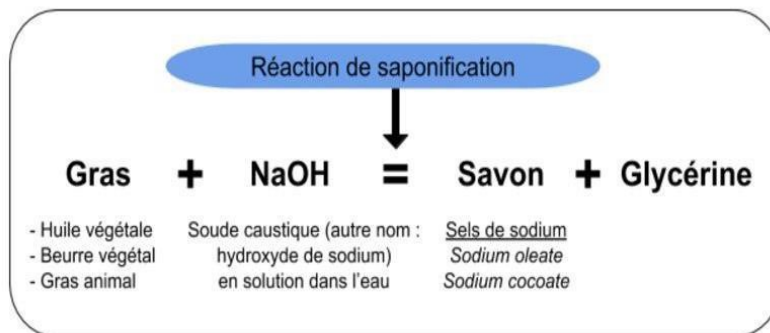 Réaction de saponification
Gras + NaOH = Savon + Glycérine
- Huile végétale
- Beurre végétal
- Gras animal
Soude caustique (autre nom :
hydroxyde de sodium)
en solution dans l'eau
Sels de sodium
Sodium oleate
Sodium cocoate